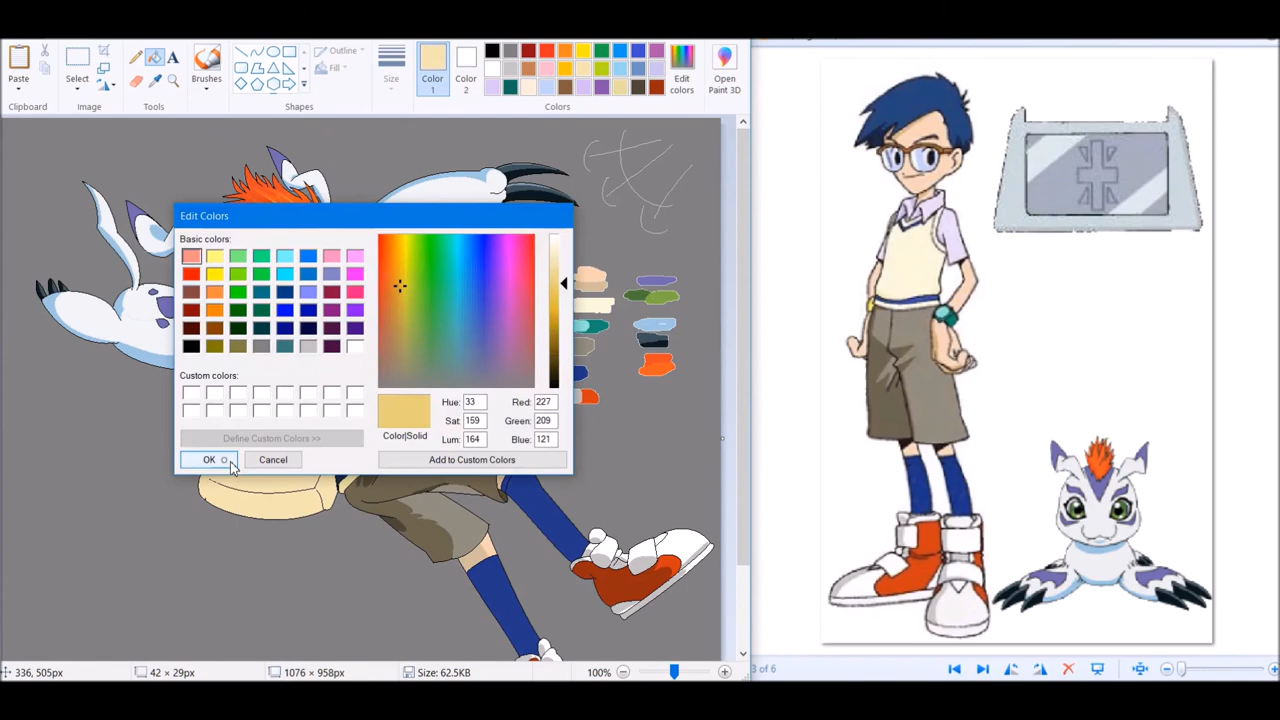 Paste
Select
Brushes
Outline
Fill
Size
Color
1
Color
2
Edit
colors
Open
Paint 3D
Clipboard
Image
Tools
Shapes
Colors
Edit Colors
Basic colors:
Custom colors:
Define Custom Colors >>
OK
Cancel
Color|Solid
Hue: 33
Red: 227
Sat: 159
Green: 209
Lum: 164
Blue: 121
Add to Custom Colors
336, 505px
42 × 29px
1076 × 958px
Size: 62.5KB
100%
3 of 6